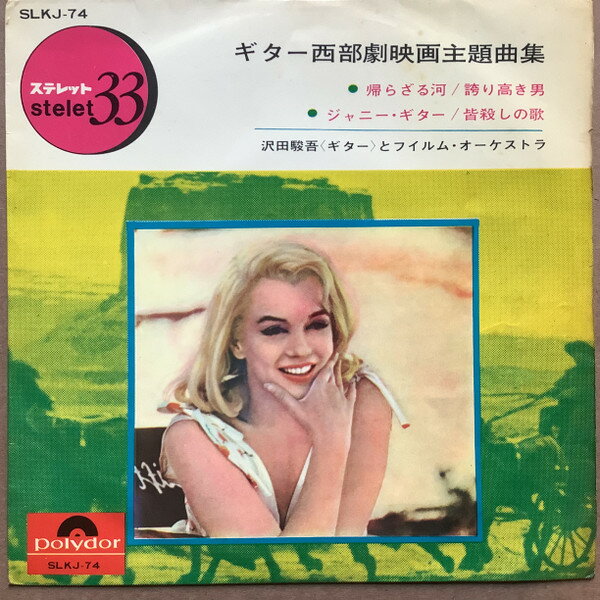 SLKJ-74
ステレット
stelet 33
ギター西部劇映画主題曲集
● 帰らざる河/誇り高き男
● ジャニー・ギター/皆殺しの歌
沢田駿吾〈ギター〉とフイルム・オーケストラ
polydor
SLKJ-74